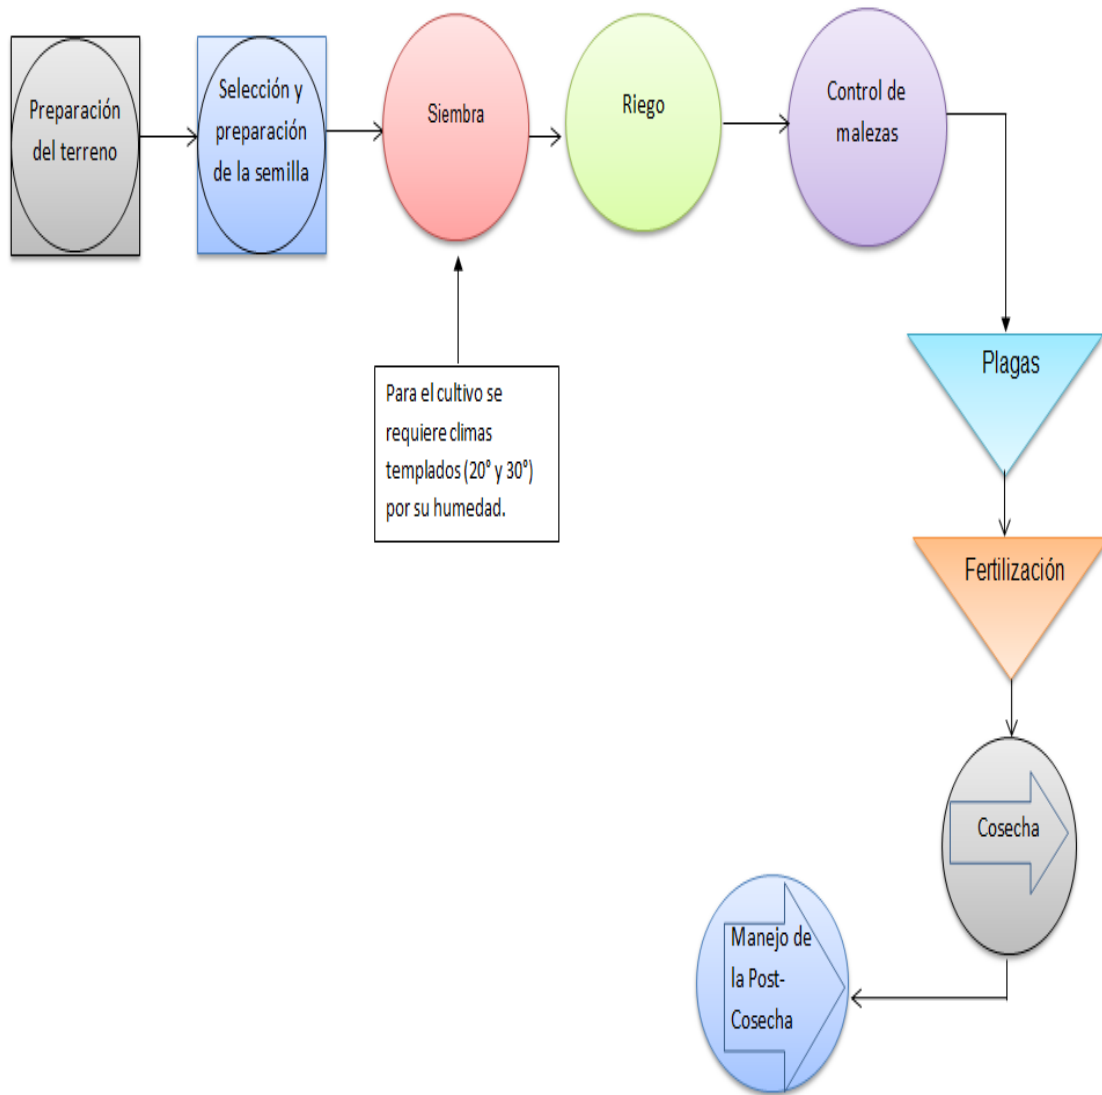 Preparación
del terreno
Selección y
preparación
de la semilla
Siembra
Riego
Control de
malezas
Para el cultivo se
requiere climas
templados (20° y 30°)
por su humedad.
Plagas
Fertilización
Cosecha
Manejo de
la Post-
Cosecha